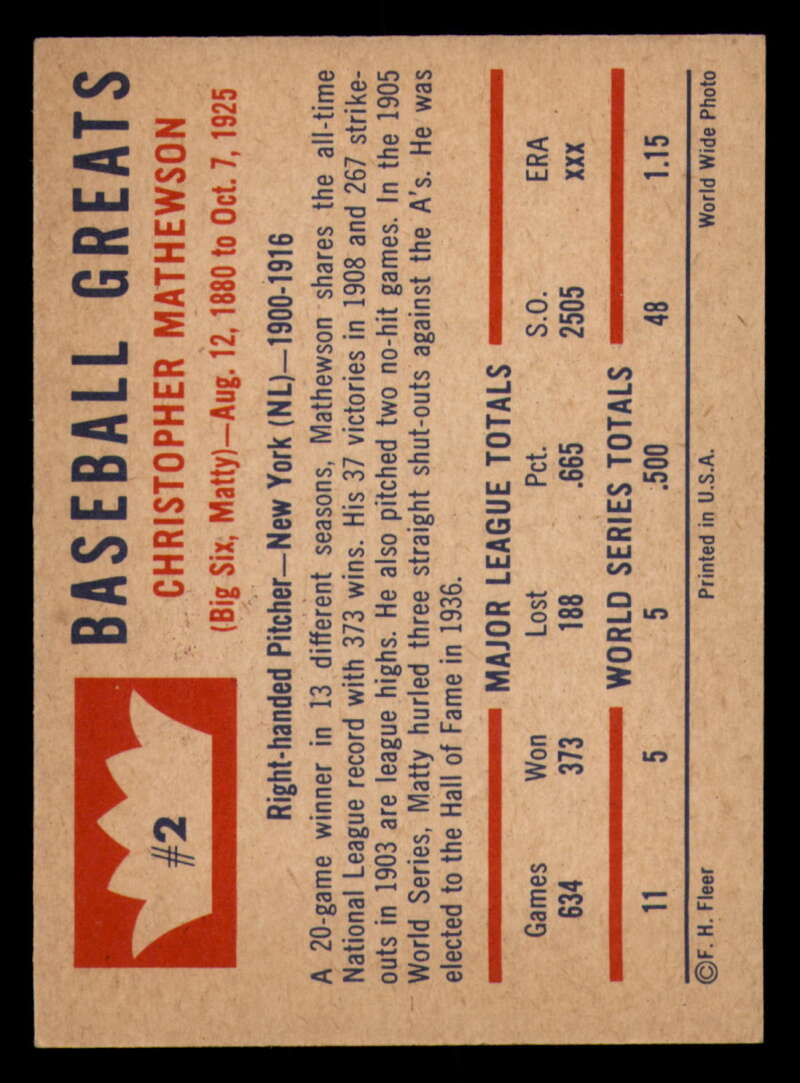 #2
BASEBALL GREATS
CHRISTOPHER MATHEWSON
(Big Six, Matty)—Aug. 12, 1880 to Oct. 7, 1925
Right-handed Pitcher—New York (NL)—1900-1916
A 20-game winner in 13 different seasons, Mathewson shares the all-time
National League record with 373 wins. His 37 victories in 1908 and 267 strike-
outs in 1903 are league highs. He also pitched two no-hit games. In the 1905
World Series, Matty hurled three straight shut-outs against the A's. He was
elected to the Hall of Fame in 1936.
MAJOR LEAGUE TOTALS
Games Won Lost Pct. S.O. ERA
634 373 188 .665 2505 xxx
WORLD SERIES TOTALS
11 5 5 .500 48 1.15
©F. H. Fleer Printed in U.S.A. World Wide Photo